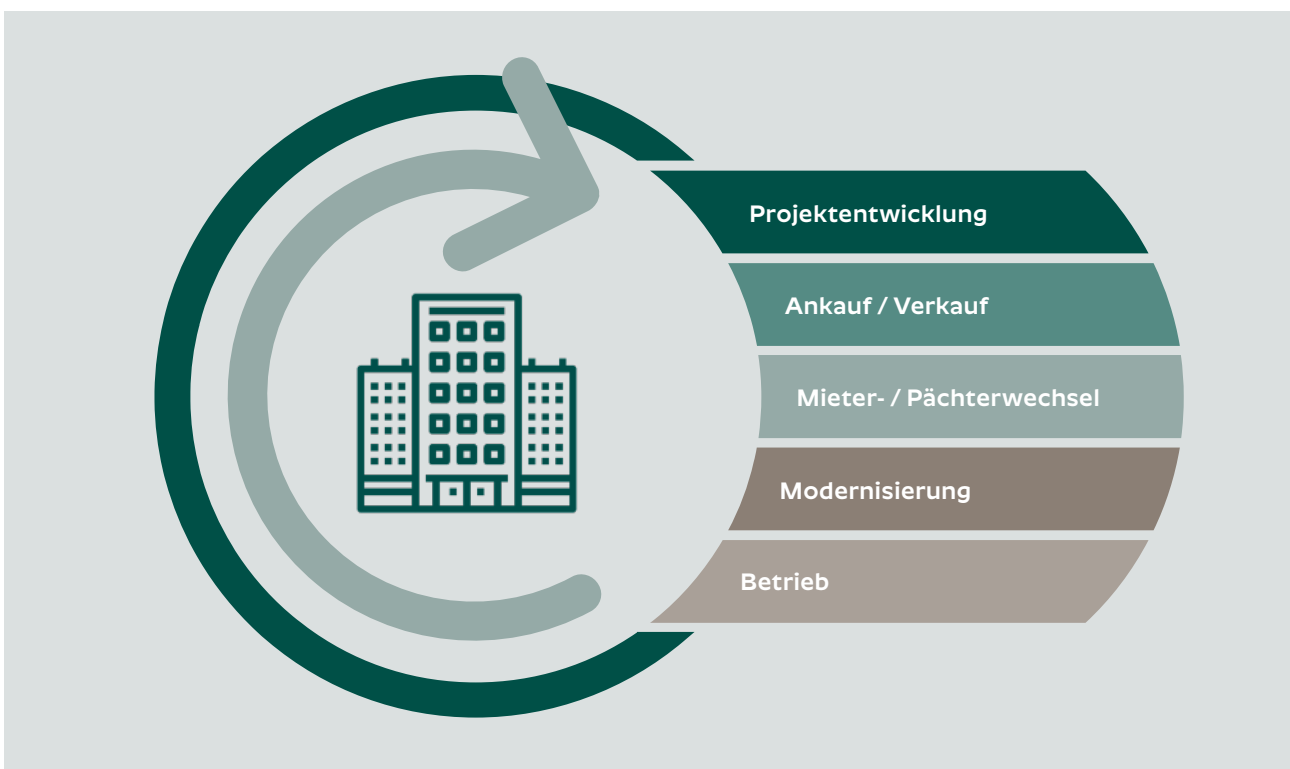 Projektentwicklung
Ankauf / Verkauf
Mieter- / Pächterwechsel
Modernisierung
Betrieb